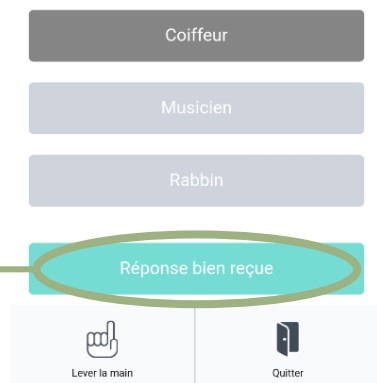 Coiffeur
Musicien
Rabbin
Réponse bien reçue
Lever la main
Quitter